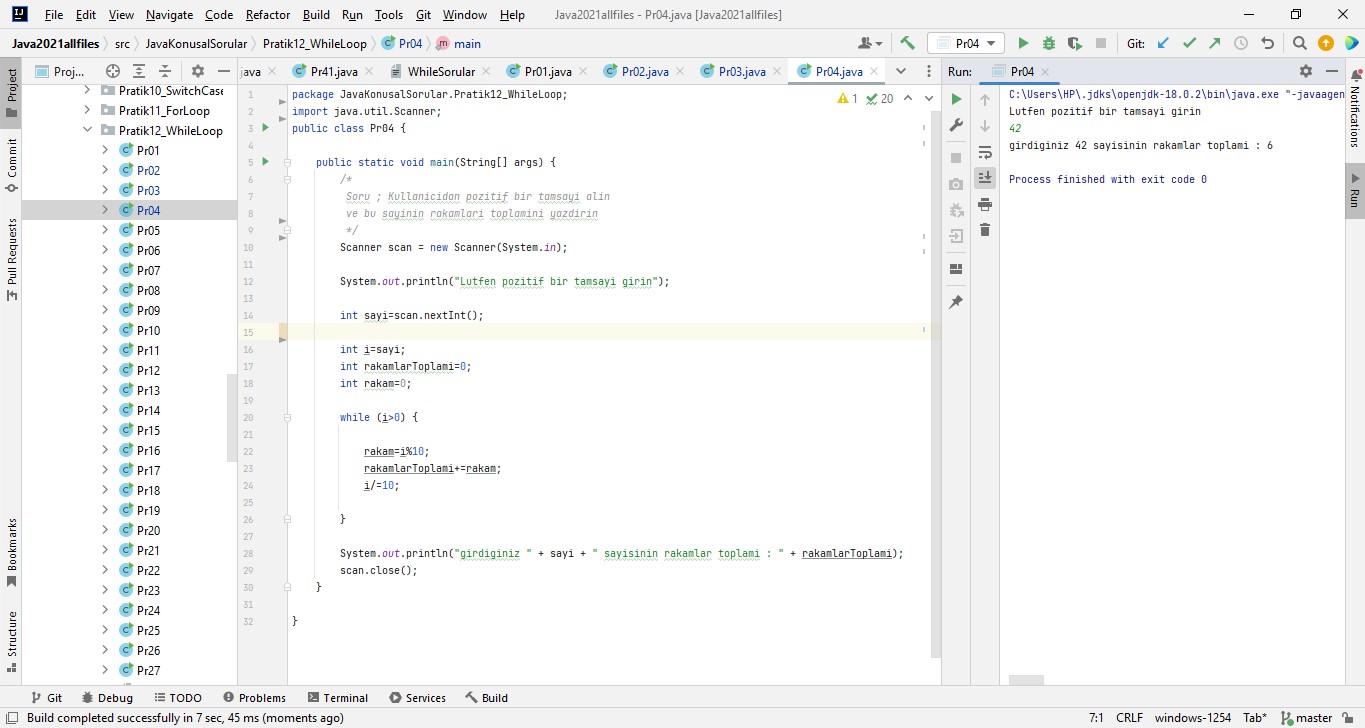 File Edit View Navigate Code Refactor Build Run Tools Git Window Help Java2021allfiles - Pr04.java [Java2021allfiles]
Java2021allfiles src JavaKonusalSorular Pratik12_WhileLoop Pr04 main Pr04 Git:
Project
Commit
Pull Requests
Bookmarks
Structure
Proj...
Pratik10_SwitchCase
Pratik11_ForLoop
Pratik12_WhileLoop
Pr01
Pr02
Pr03
Pr04
Pr05
Pr06
Pr07
Pr08
Pr09
Pr10
Pr11
Pr12
Pr13
Pr14
Pr15
Pr16
Pr17
Pr18
Pr19
Pr20
Pr21
Pr22
Pr23
Pr24
Pr25
Pr26
Pr27
java Pr41.java WhileSorular Pr01.java Pr02.java Pr03.java Pr04.java
1 20
1 package JavaKonusalSorular.Pratik12_WhileLoop;
2 import java.util.Scanner;
3 public class Pr04 {
4
5 public static void main(String[] args) {
6 /*
7 Soru ; Kullanicidan pozitif bir tamsayi alin
8 ve bu sayinin rakamlari toplamini yazdirin
9 */
10 Scanner scan = new Scanner(System.in);
11
12 System.out.println("Lutfen pozitif bir tamsayi girin");
13
14 int sayi=scan.nextInt();
15
16 int i=sayi;
17 int rakamlarToplami=0;
18 int rakam=0;
19
20 while (i>0) {
21
22 rakam=i%10;
23 rakamlarToplami+=rakam;
24 i/=10;
25
26 }
27
28 System.out.println("girdiginiz " + sayi + " sayisinin rakamlar toplami : " + rakamlarToplami);
29 scan.close();
30 }
31
32 }
Run: Pr04
C:\Users\HP\.jdks\openjdk-18.0.2\bin\java.exe "-javaagen
Lutfen pozitif bir tamsayi girin
42
girdiginiz 42 sayisinin rakamlar toplami : 6
Process finished with exit code 0
Notifications
Run
Git Debug TODO Problems Terminal Services Build
Build completed successfully in 7 sec, 45 ms (moments ago) 7:1 CRLF windows-1254 Tab* master